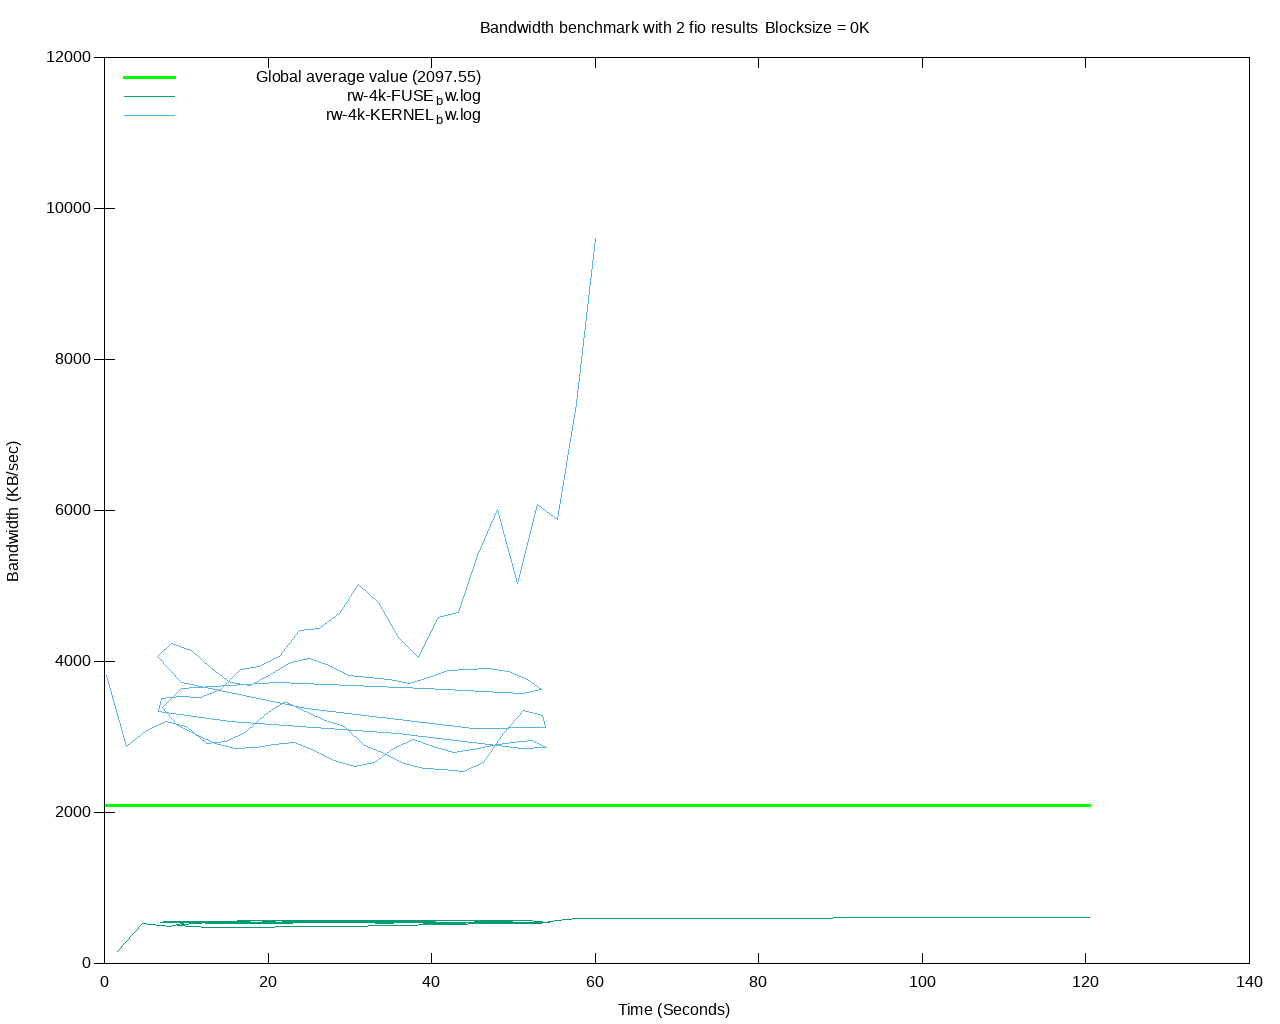 Bandwidth benchmark with 2 fio results Blocksize = 0K
12000
10000
8000
6000
4000
2000
0
Bandwidth (KB/sec)
Global average value (2097.55)
rw-4k-FUSE_bw.log
rw-4k-KERNEL_bw.log
0 20 40 60 80 100 120 140
Time (Seconds)